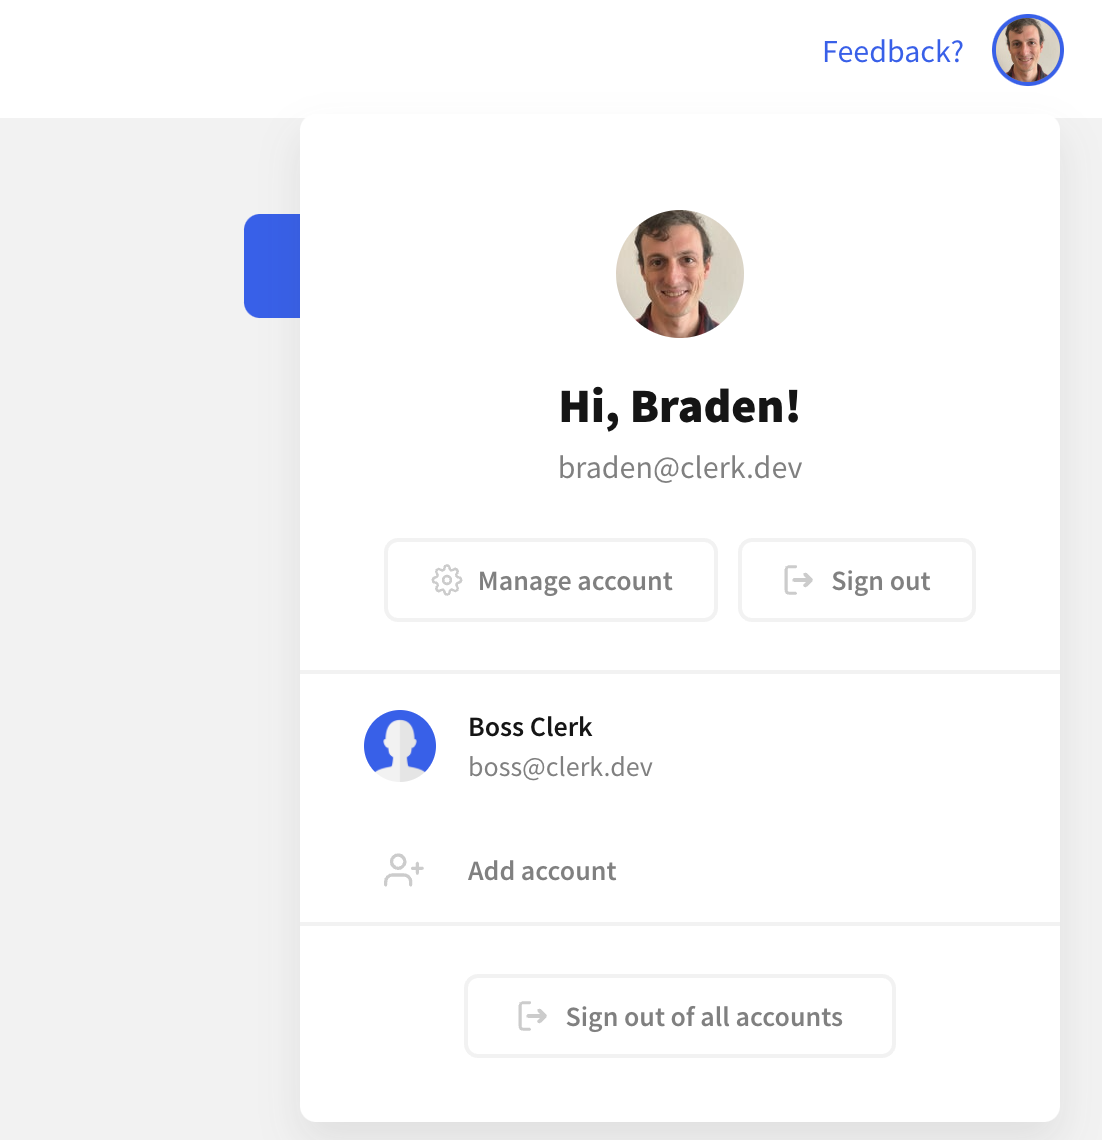 Feedback?
Hi, Braden!
braden@clerk.dev
Manage account
Sign out
Boss Clerk
boss@clerk.dev
Add account
Sign out of all accounts